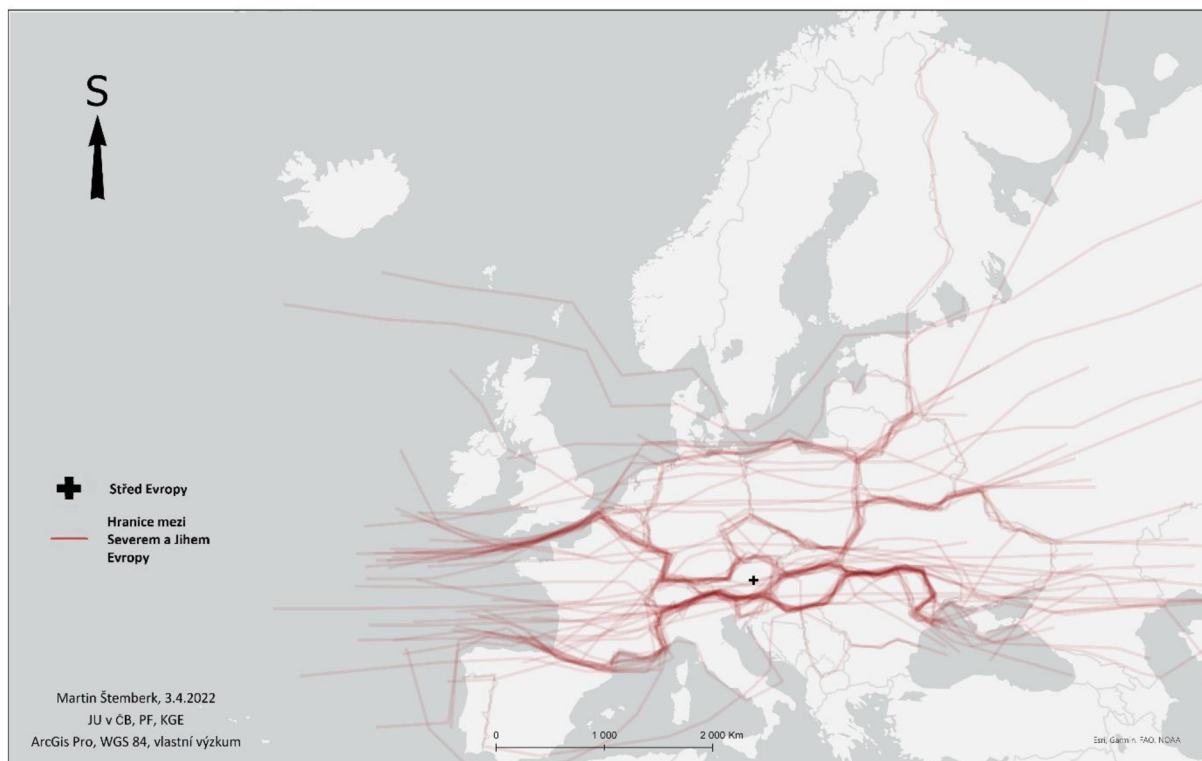 S
Střed Evropy
Hranice mezi
Severem a Jihem
Evropy
Martin Štemberk, 3.4.2022
JU v ČB, PF, KGE
ArcGis Pro, WGS 84, vlastní výzkum
0 1 000 2 000 Km
Esri, Garmin, FAO, NOAA